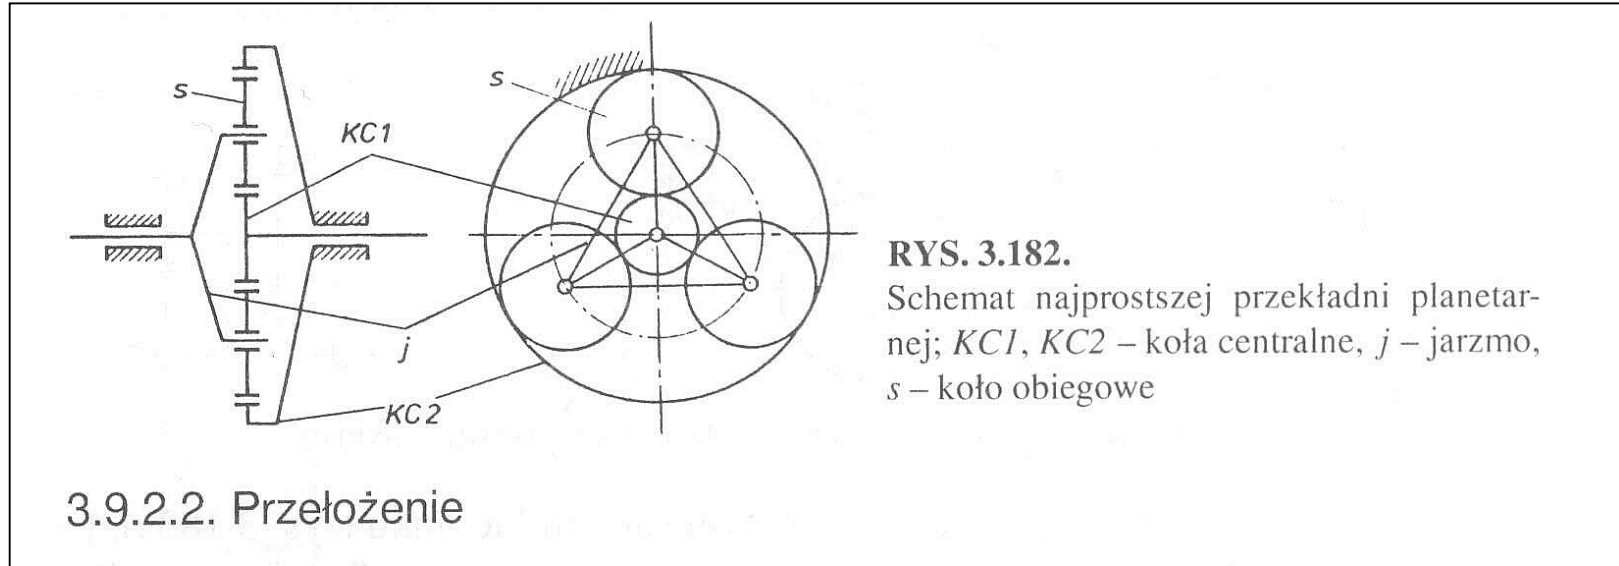 s
KC1
j
KC2
s
RYS. 3.182.
Schemat najprostszej przekładni planetar-
nej; KC1, KC2 – koła centralne, j – jarzmo,
s – koło obiegowe
3.9.2.2. Przełożenie